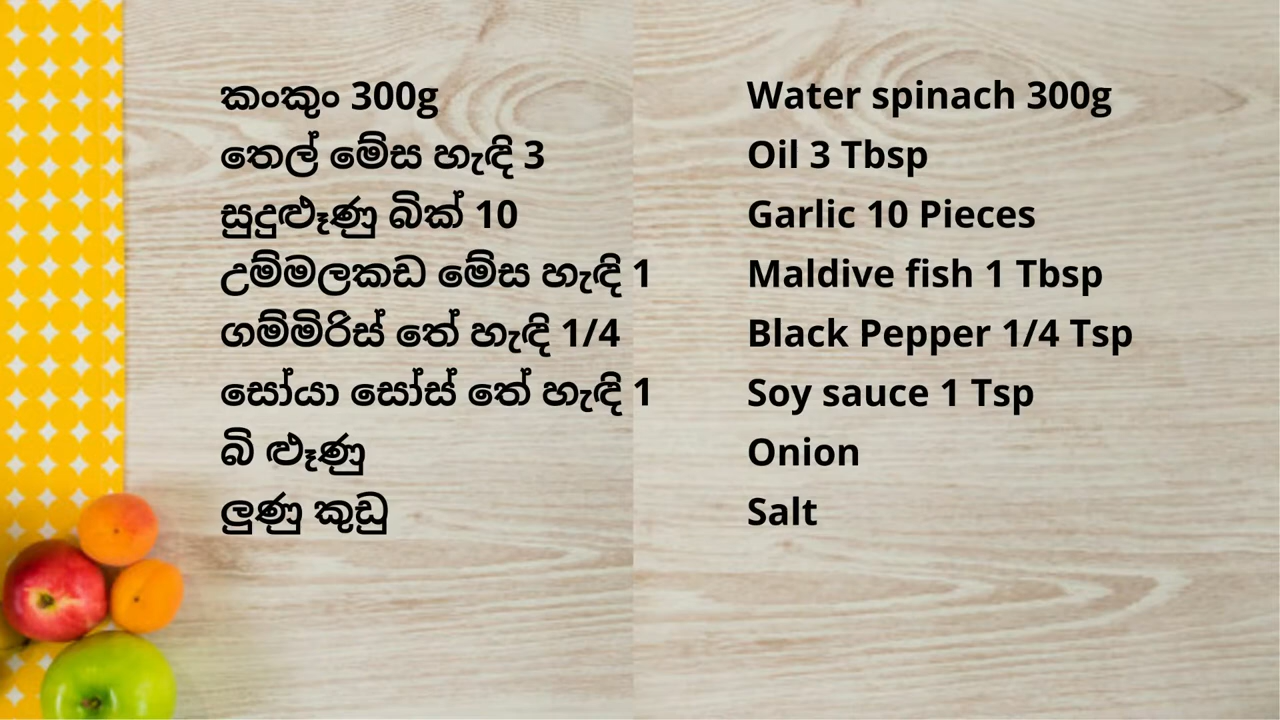 කංකුං 300g
තෙල් මේස හැඳි 3
සුදුළූණු බික් 10
උම්මලකඩ මේස හැඳි 1
ගම්මිරිස් තේ හැඳි 1/4
සෝයා සෝස් තේ හැඳි 1
බි ළූණු
ලුණු කුඩු
Water spinach 300g
Oil 3 Tbsp
Garlic 10 Pieces
Maldive fish 1 Tbsp
Black Pepper 1/4 Tsp
Soy sauce 1 Tsp
Onion
Salt